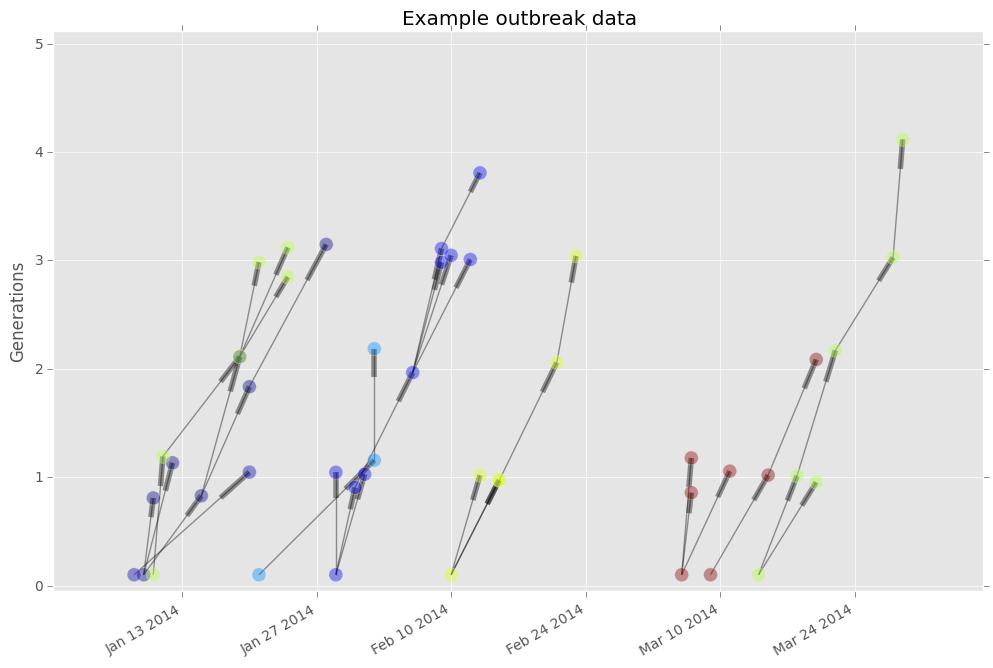 Example outbreak data
Generations
5
4
3
2
1
0
Jan 13 2014
Jan 27 2014
Feb 10 2014
Feb 24 2014
Mar 10 2014
Mar 24 2014